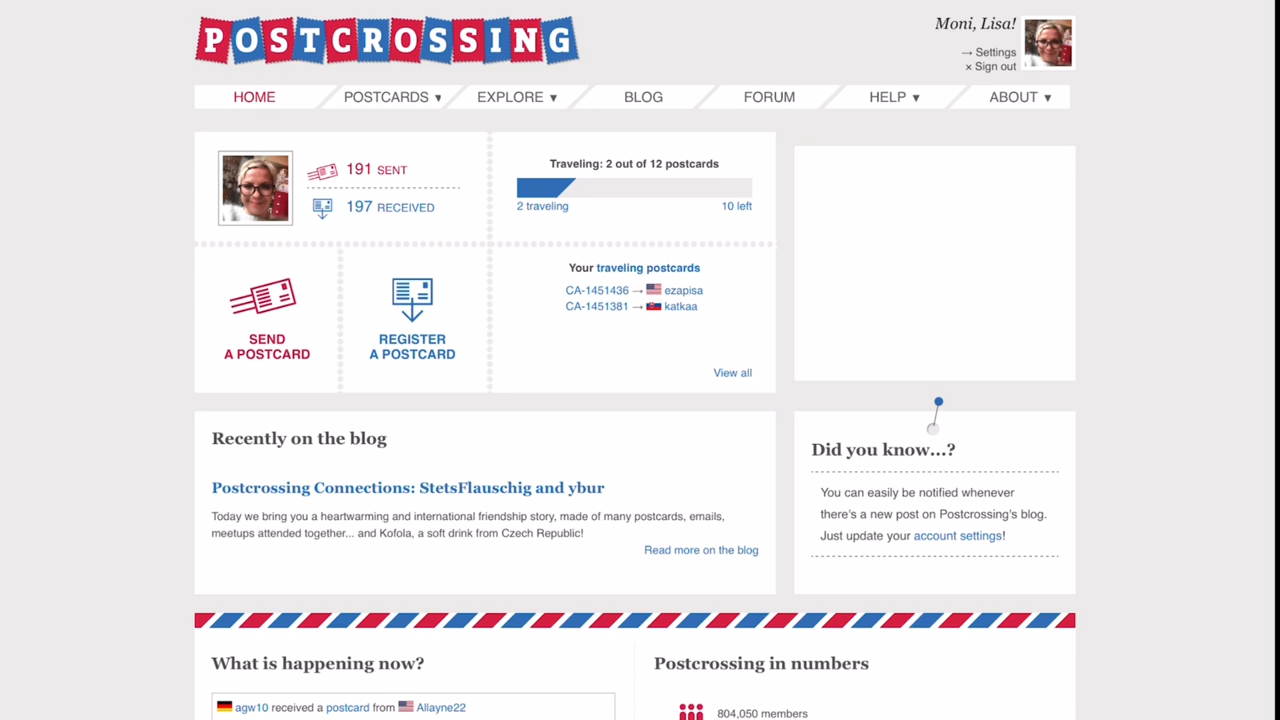 POSTCROSSING
Moni, Lisa!
→ Settings
× Sign out
HOME
POSTCARDS ▼
EXPLORE ▼
BLOG
FORUM
HELP ▼
ABOUT ▼
191 SENT
197 RECEIVED
Traveling: 2 out of 12 postcards
2 traveling
10 left
SEND
A POSTCARD
REGISTER
A POSTCARD
Your traveling postcards
CA-1451436 → ezapisa
CA-1451381 → katkaa
View all
Recently on the blog
Postcrossing Connections: StetsFlauschig and ybur
Today we bring you a heartwarming and international friendship story, made of many postcards, emails,
meetups attended together... and Kofola, a soft drink from Czech Republic!
Read more on the blog
Did you know...?
You can easily be notified whenever
there's a new post on Postcrossing's blog.
Just update your account settings!
What is happening now?
agw10 received a postcard from Allayne22
Postcrossing in numbers
804,050 members